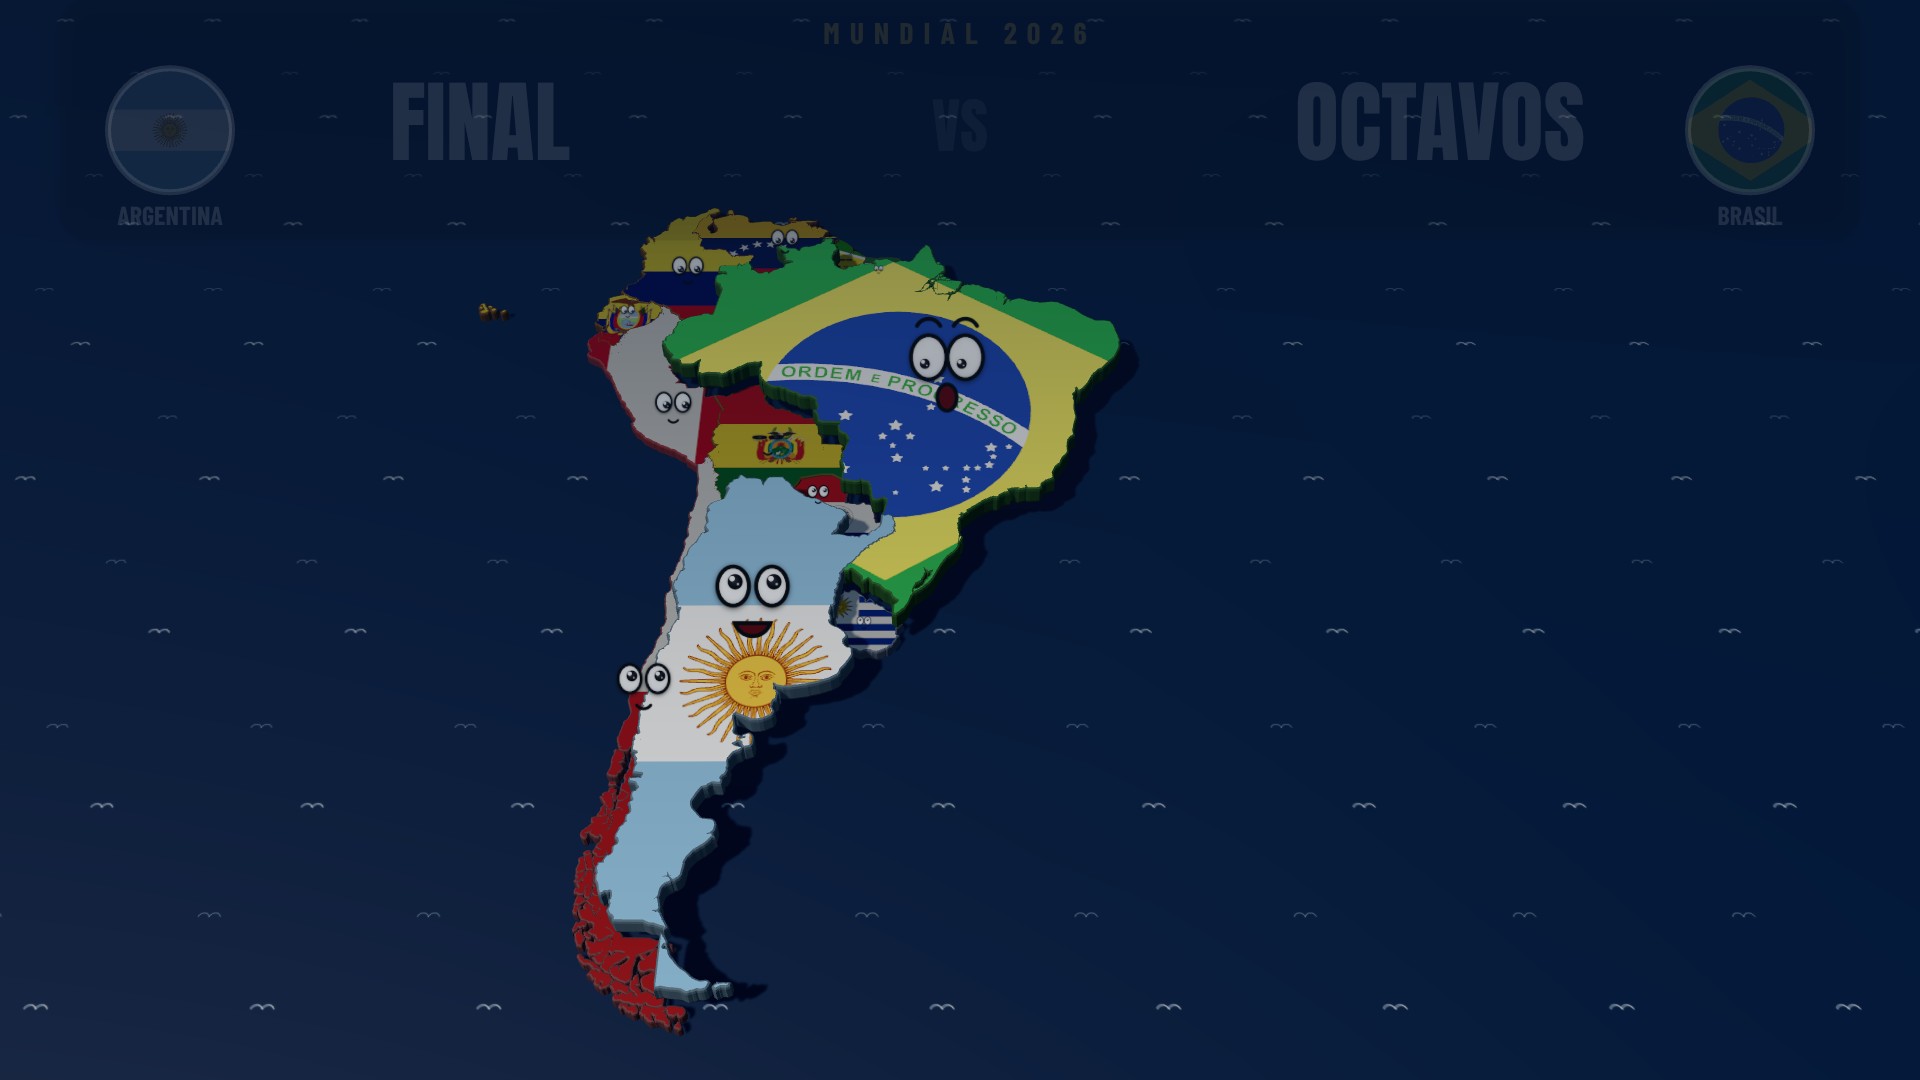 MUNDIAL 2026
FINAL
VS
OCTAVOS
ARGENTINA
BRASIL
ORDEM E PROGRESSO